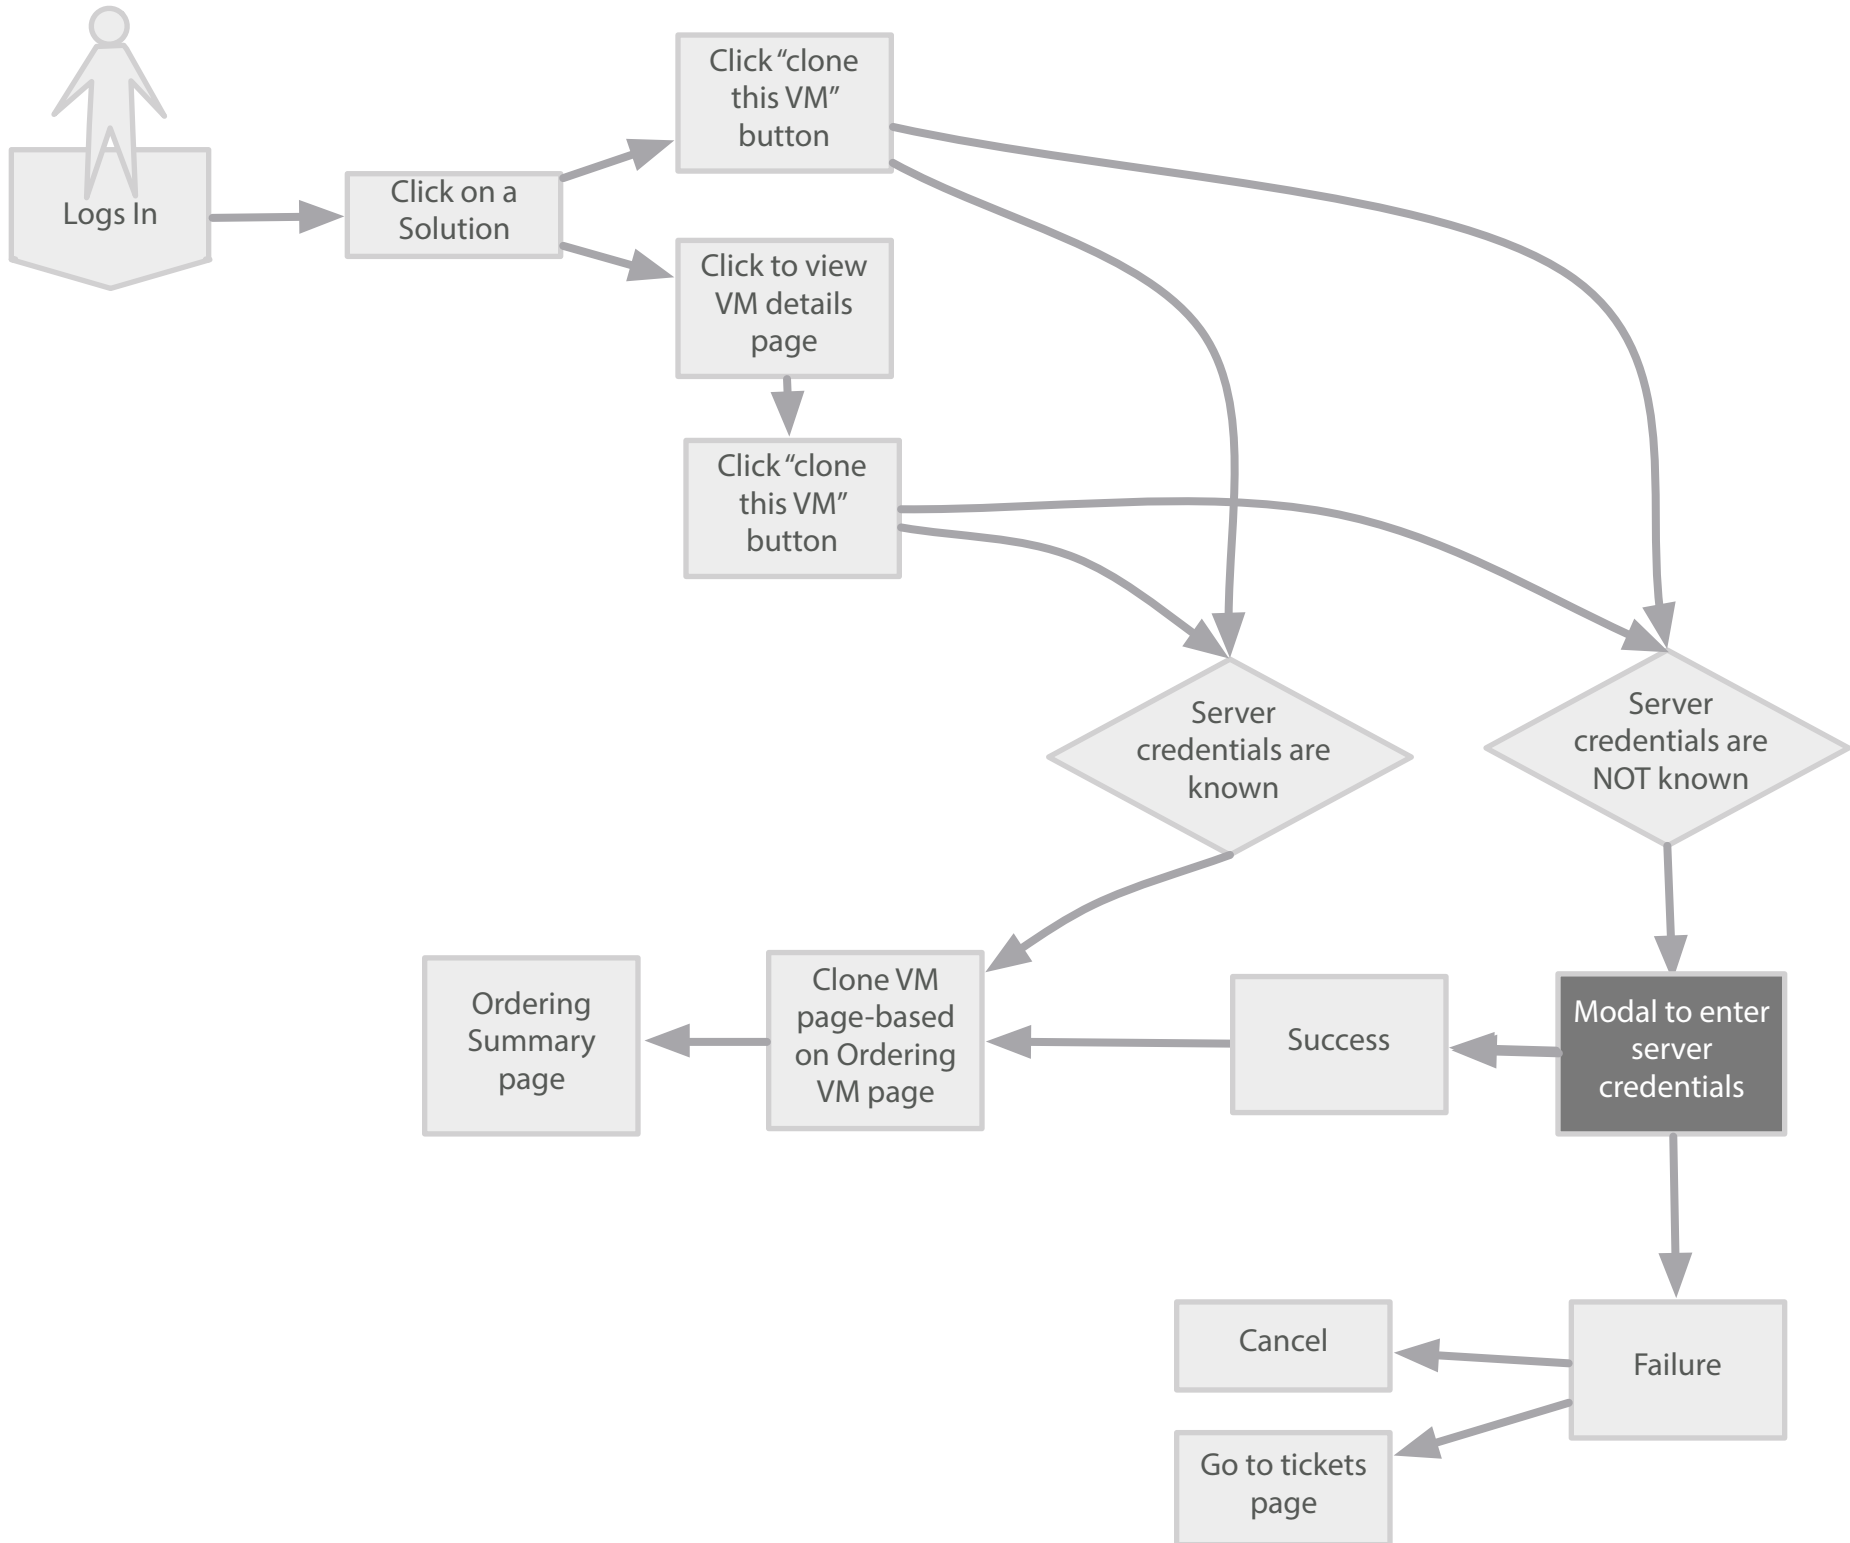 Logs In
Click on a
Solution
Click “clone
this VM”
button
Click to view
VM details
page
Click “clone
this VM”
button
Server
credentials are
known
Server
credentials are
NOT known
Ordering
Summary
page
Clone VM
page-based
on Ordering
VM page
Success
Modal to enter
server
credentials
Cancel
Failure
Go to tickets
page